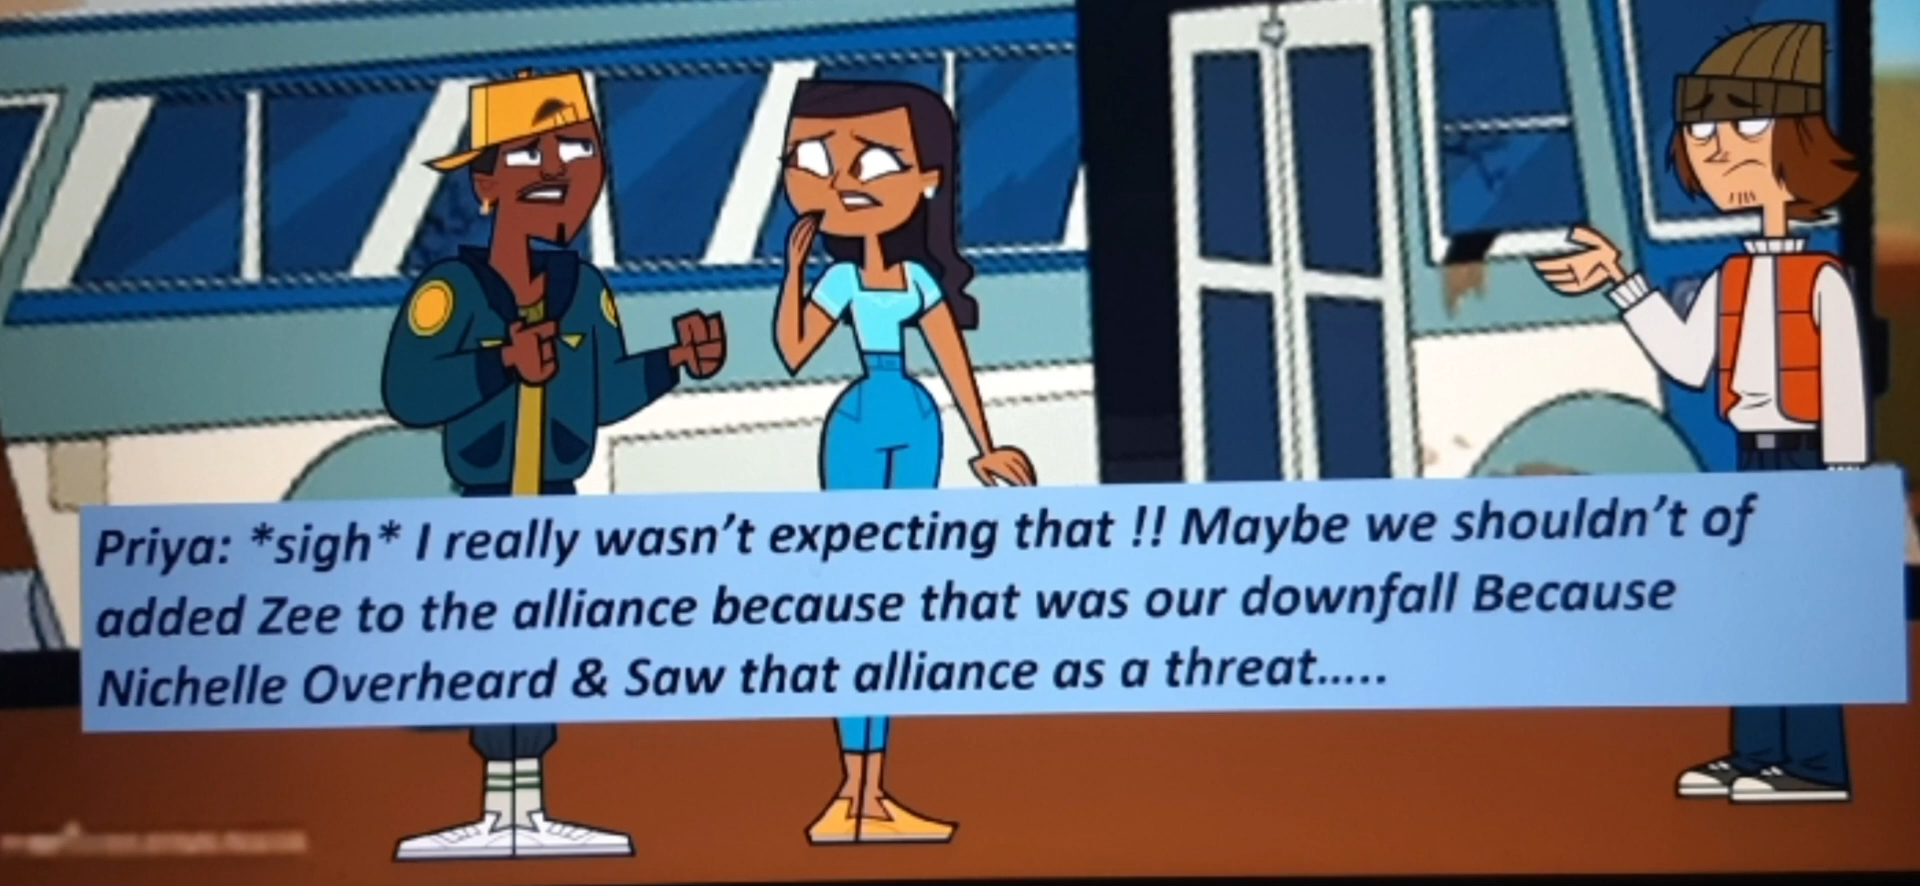 Priya: *sigh* I really wasn't expecting that !! Maybe we shouldn't of
added Zee to the alliance because that was our downfall Because
Nichelle Overheard & Saw that alliance as a threat.....